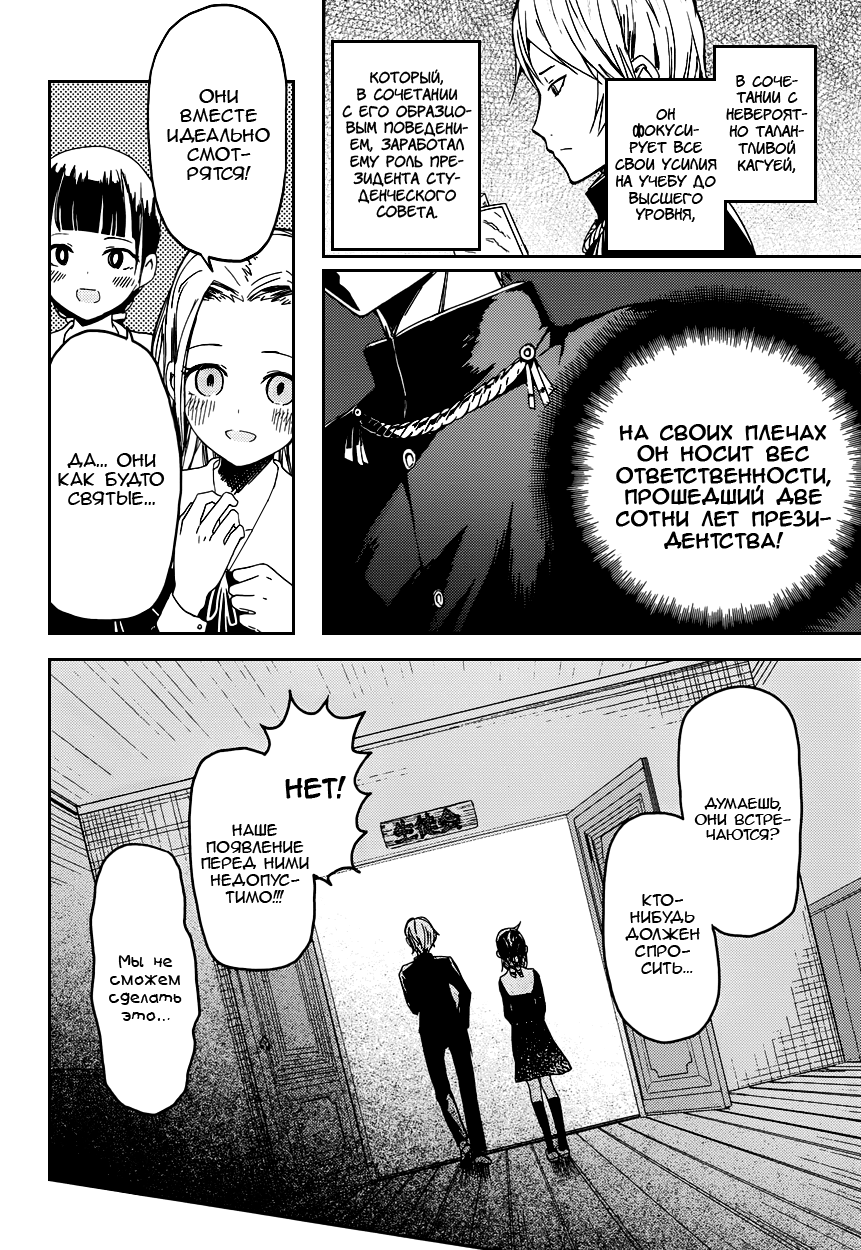 В СОЧЕ-
ТАНИИ С
НЕВЕРОЯТ-
НО ТАЛАН-
ТЛИВОЙ
КАГУЕЙ,
ОН
ФОКУСИ-
РУЕТ ВСЕ
СВОИ УСИЛИЯ
НА УЧЕБУ ДО
ВЫСШЕГО
УРОВНЯ,
КОТОРЫЙ,
В СОЧЕТАНИИ
С ЕГО ОБРАЗЦО-
ВЫМ ПОВЕДЕНИ-
ЕМ, ЗАРАБОТАЛ
ЕМУ РОЛЬ ПРЕ-
ЗИДЕНТА СТУ-
ДЕНЧЕСКОГО
СОВЕТА.
НА СВОИХ ПЛЕЧАХ
ОН НОСИТ ВЕС
ОТВЕТСТВЕННОСТИ,
ПРОШЕДШИЙ ДВЕ
СОТНИ ЛЕТ ПРЕЗИ-
ДЕНТСТВА!
ОНИ
ВМЕСТЕ
ИДЕАЛЬНО
СМОТ-
РЯТСЯ!
ДА... ОНИ
КАК БУДТО
СВЯТЫЕ...
ДУМАЕШЬ,
ОНИ ВСТРЕ-
ЧАЮТСЯ?
КТО-
НИБУДЬ
ДОЛЖЕН
СПРО-
СИТЬ...
生徒会
НЕТ!
НАШЕ
ПОЯВЛЕНИЕ
ПЕРЕД НИМИ
НЕДОПУС-
ТИМО!!!
Мы не
сможем
сделать
это...